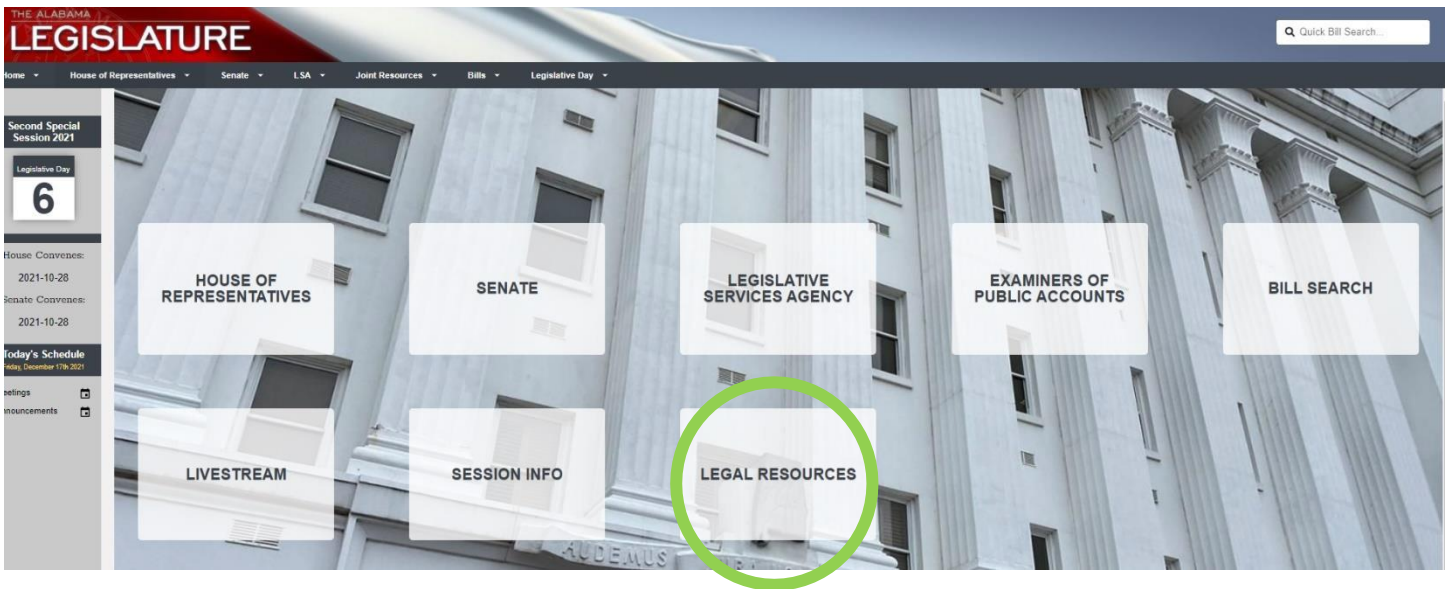 THE ALABAMA
LEGISLATURE
Quick Bill Search...
Home
House of Representatives
Senate
LSA
Joint Resources
Bills
Legislative Day
Second Special
Session 2021
Legislative Day
6
House Convenes:
2021-10-28
Senate Convenes:
2021-10-28
Today's Schedule
Friday, December 17th 2021
eetings
nnouncements
HOUSE OF
REPRESENTATIVES
SENATE
LEGISLATIVE
SERVICES AGENCY
EXAMINERS OF
PUBLIC ACCOUNTS
BILL SEARCH
LIVESTREAM
SESSION INFO
LEGAL RESOURCES
AUDEMUS